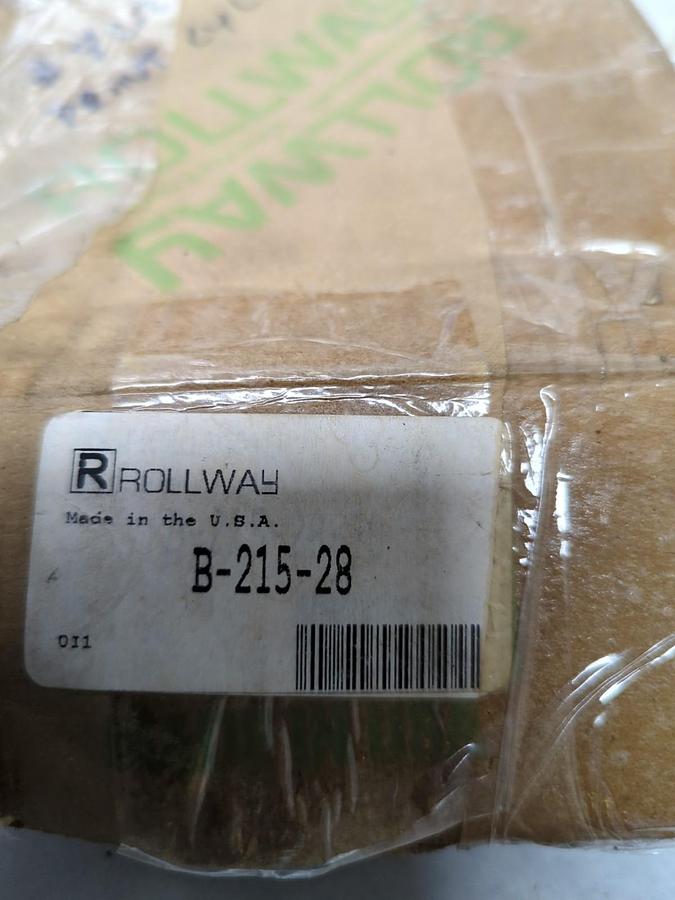 ROLLWAY
ROLLWAY
R ROLLWAY
Made in the U.S.A.
B-215-28
OI1